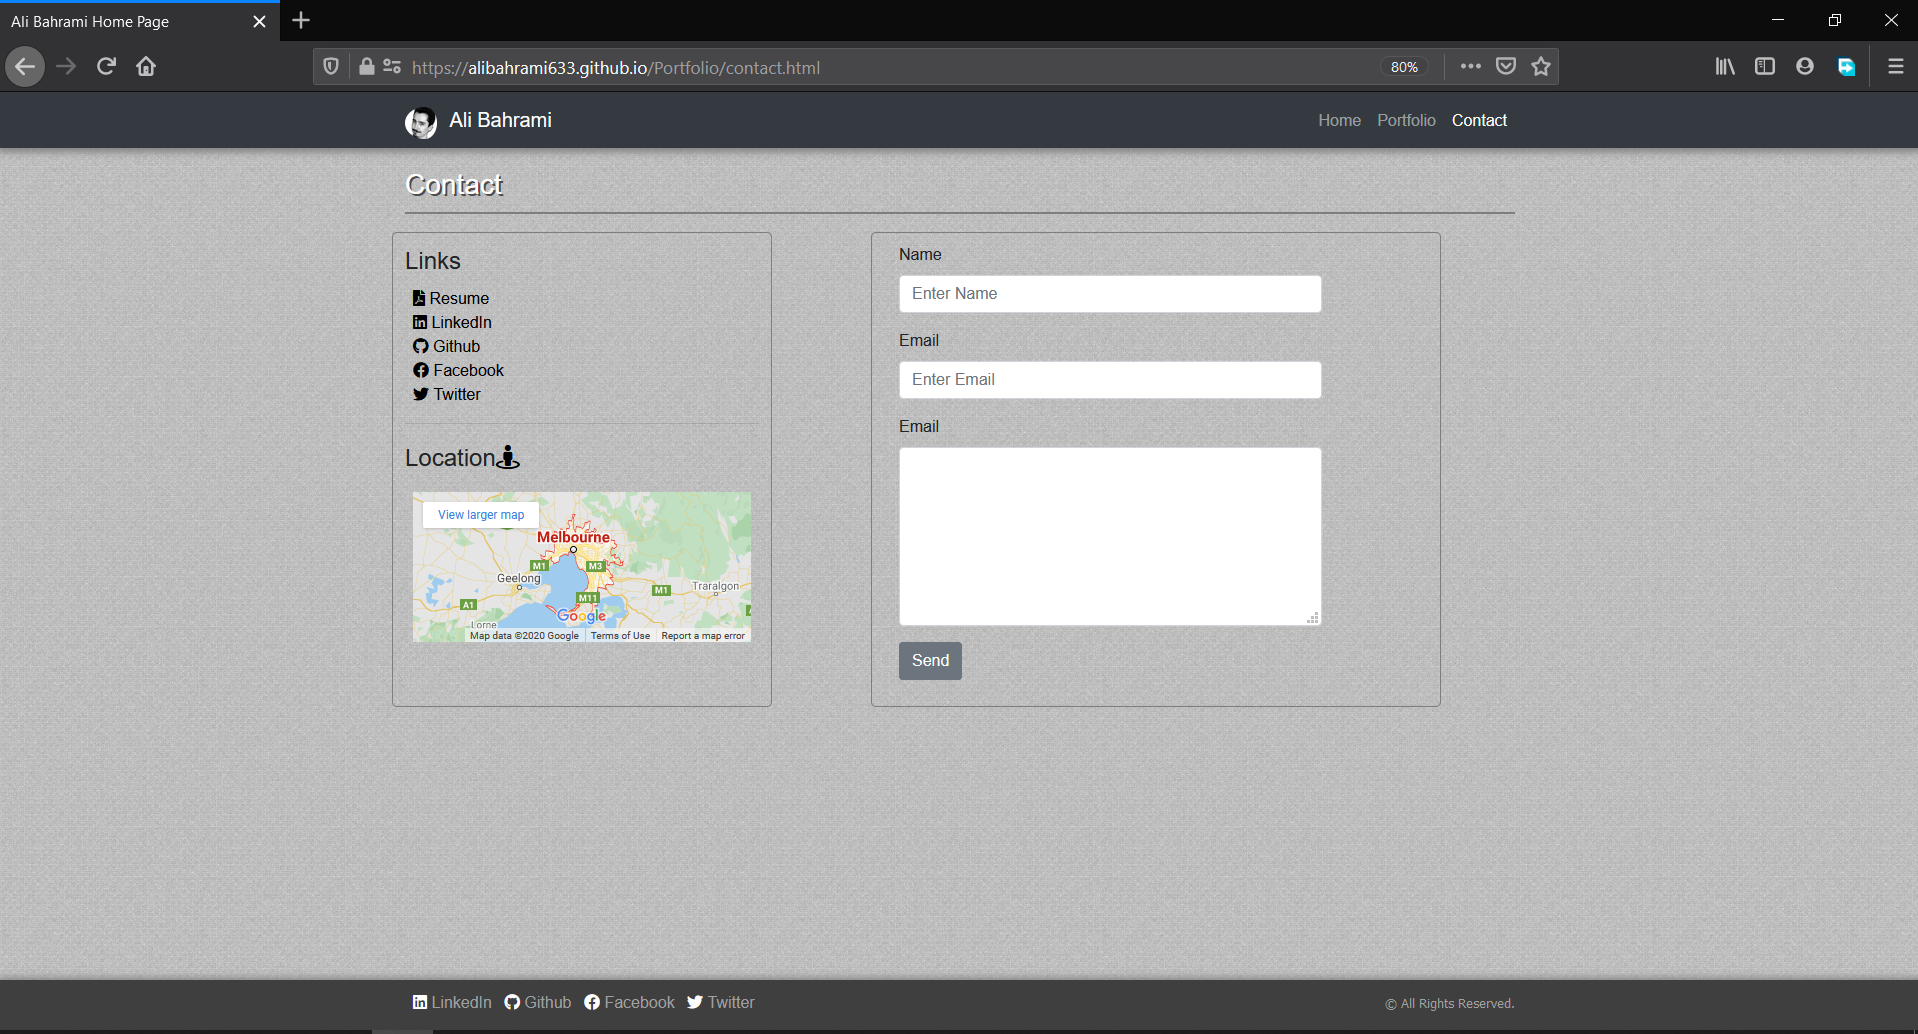 Ali Bahrami Home Page
https://alibahrami633.github.io/Portfolio/contact.html
80%
Ali Bahrami
Home Portfolio Contact
Contact
Links
Resume
LinkedIn
Github
Facebook
Twitter
Location
View larger map
Melbourne
M1
M3
Geelong
M1
Traralgon
A1
M11
Google
Lorne
Map data ©2020 Google Terms of Use Report a map error
Name
Enter Name
Email
Enter Email
Email
Send
LinkedIn Github Facebook Twitter
© All Rights Reserved.